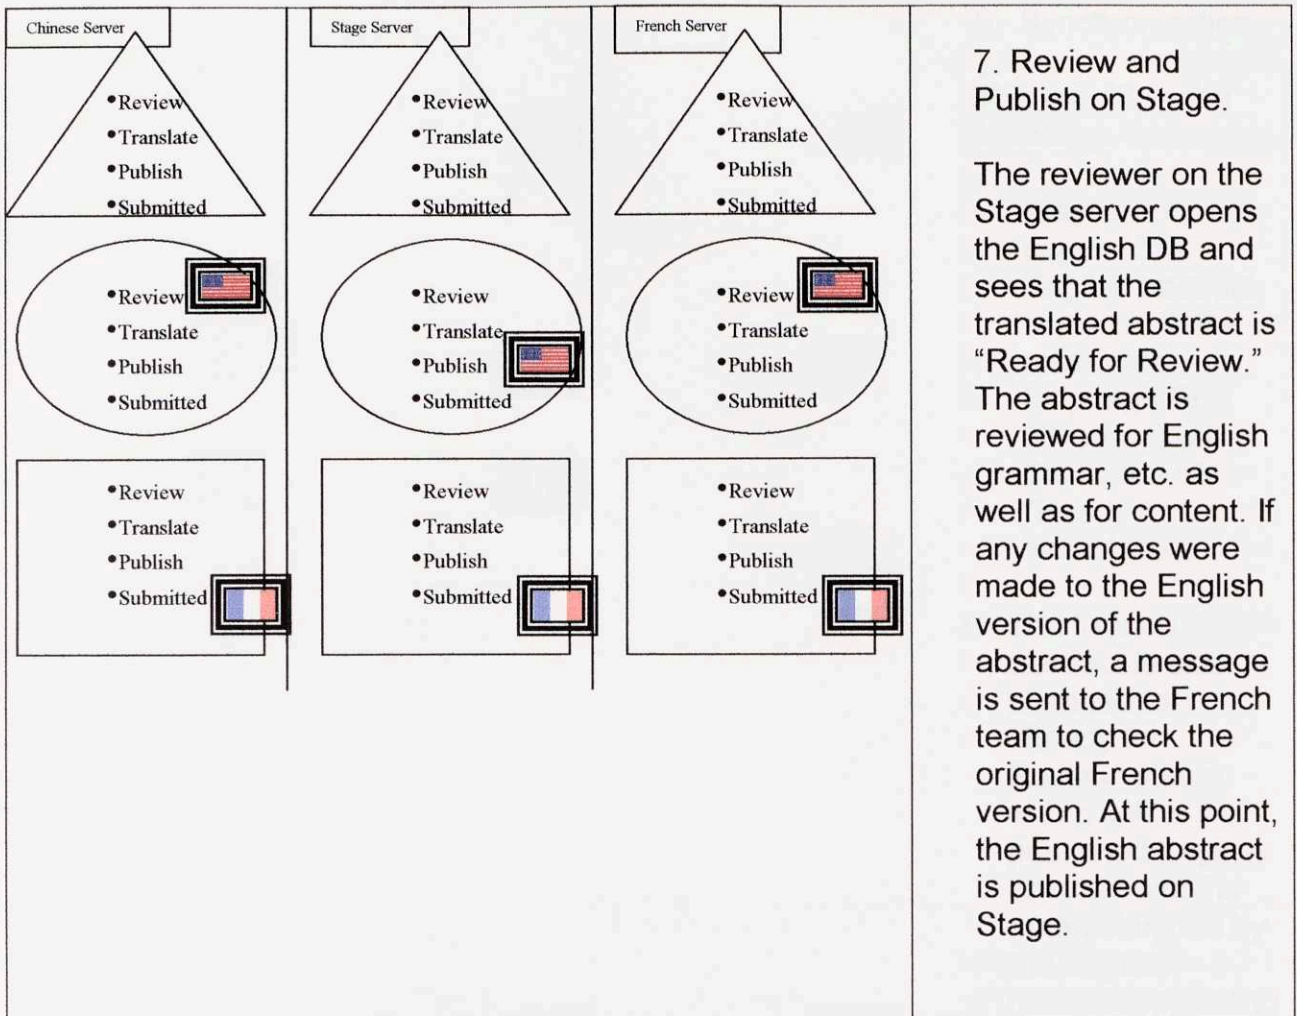 Chinese Server
•Review
•Translate
•Publish
•Submitted
•Review
•Translate
•Publish
•Submitted
•Review
•Translate
•Publish
•Submitted
Stage Server
•Review
•Translate
•Publish
•Submitted
•Review
•Translate
•Publish
•Submitted
•Review
•Translate
•Publish
•Submitted
French Server
•Review
•Translate
•Publish
•Submitted
•Review
•Translate
•Publish
•Submitted
•Review
•Translate
•Publish
•Submitted
7. Review and
Publish on Stage.
The reviewer on the
Stage server opens
the English DB and
sees that the
translated abstract is
“Ready for Review.”
The abstract is
reviewed for English
grammar, etc. as
well as for content. If
any changes were
made to the English
version of the
abstract, a message
is sent to the French
team to check the
original French
version. At this point,
the English abstract
is published on
Stage.